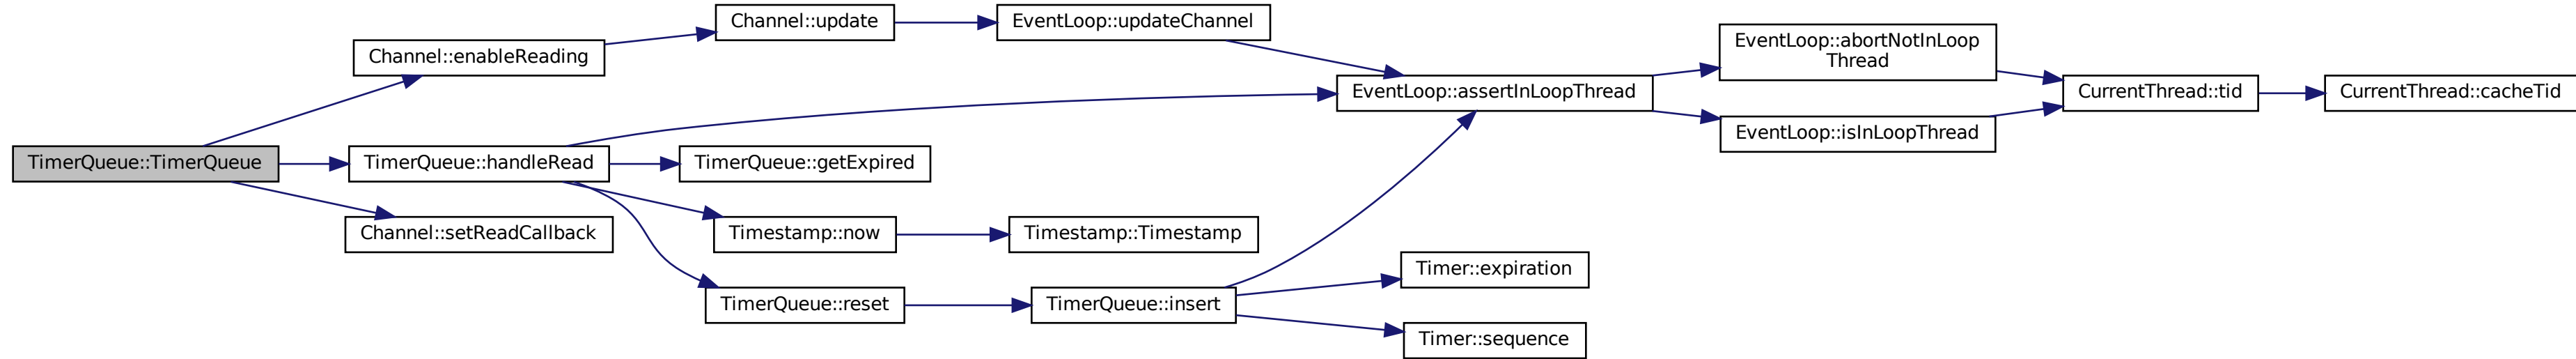 Channel::update
EventLoop::updateChannel
Channel::enableReading
EventLoop::abortNotInLoop
Thread
EventLoop::assertInLoopThread
CurrentThread::tid
CurrentThread::cacheTid
EventLoop::isInLoopThread
TimerQueue::TimerQueue
TimerQueue::handleRead
TimerQueue::getExpired
Channel::setReadCallback
Timestamp::now
Timestamp::Timestamp
Timer::expiration
TimerQueue::reset
TimerQueue::insert
Timer::sequence